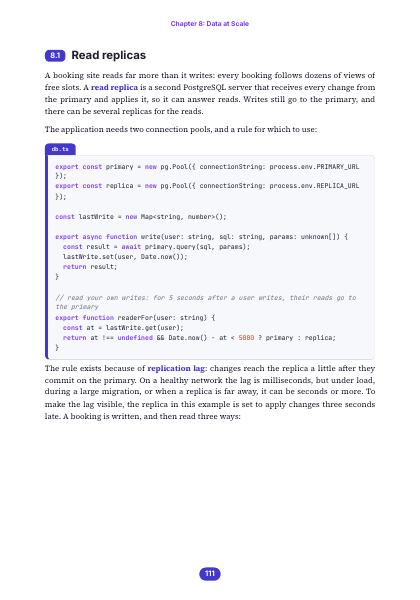 Chapter 8: Data at Scale
8.1 Read replicas
A booking site reads far more than it writes: every booking follows dozens of views of
free slots. A read replica is a second PostgreSQL server that receives every change from
the primary and applies it, so it can answer reads. Writes still go to the primary, and
there can be several replicas for the reads.
The application needs two connection pools, and a rule for which to use:
db.ts
export const primary = new pg.Pool({ connectionString: process.env.PRIMARY_URL
});
export const replica = new pg.Pool({ connectionString: process.env.REPLICA_URL
});
const lastWrite = new Map<string, number>();
export async function write(user: string, sql: string, params: unknown[]) {
const result = await primary.query(sql, params);
lastWrite.set(user, Date.now());
return result;
}
// read your own writes: for 5 seconds after a user writes, their reads go to
the primary
export function readerFor(user: string) {
const at = lastWrite.get(user);
return at !== undefined && Date.now() - at < 5000 ? primary : replica;
}
The rule exists because of replication lag: changes reach the replica a little after they
commit on the primary. On a healthy network the lag is milliseconds, but under load,
during a large migration, or when a replica is far away, it can be seconds or more. To
make the lag visible, the replica in this example is set to apply changes three seconds
late. A booking is written, and then read three ways:
111